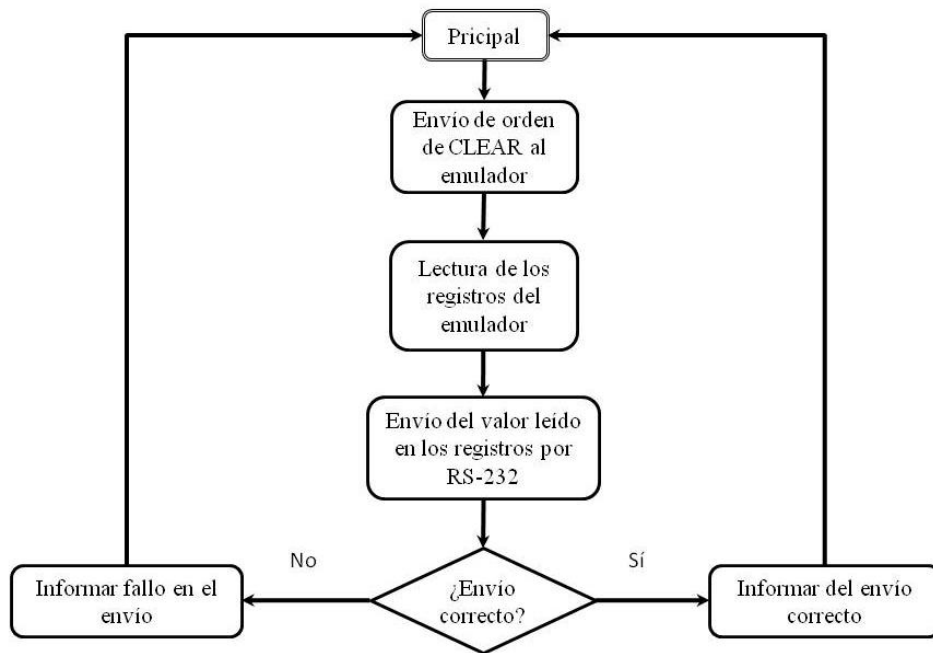 Pricipal
Envío de orden
de CLEAR al
emulador
Lectura de los
registros del
emulador
Envío del valor leído
en los registros por
RS-232
¿Envío
correcto?
No
Informar fallo en el
envío
Sí
Informar del envío
correcto